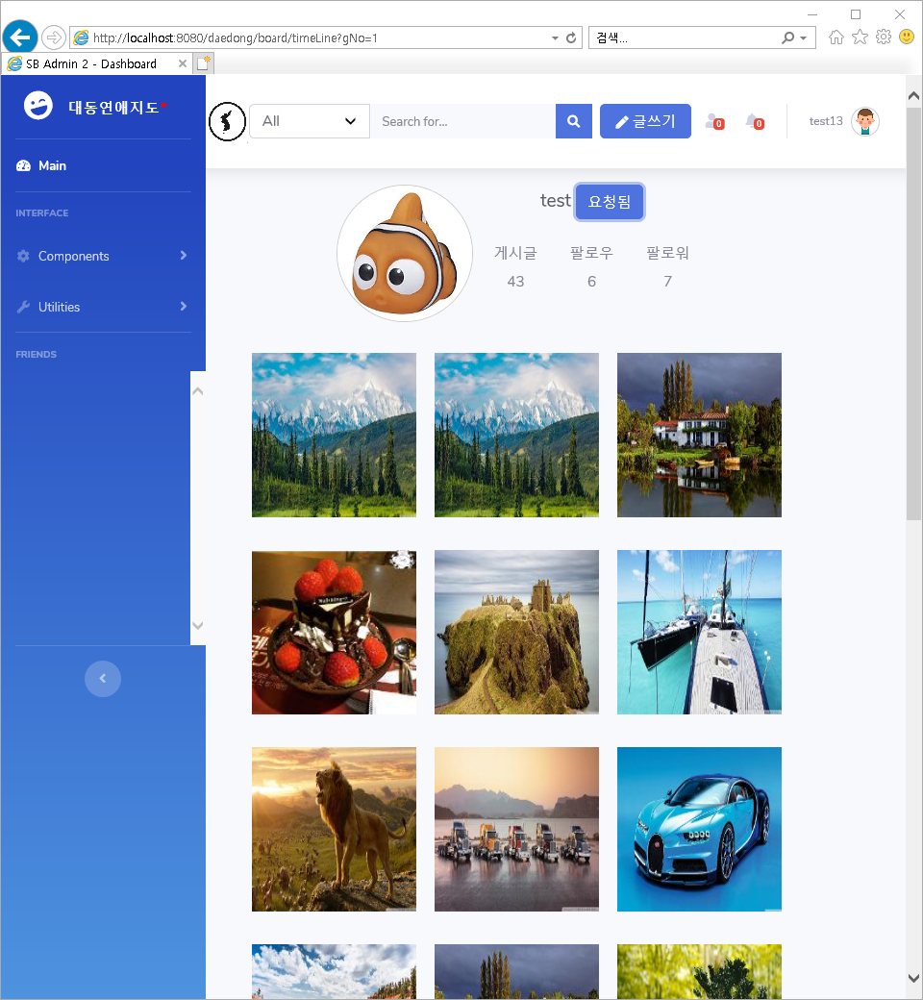 http://localhost:8080/daedong/board/timeLine?gNo=1
검색...
SB Admin 2 - Dashboard
대동연애지도♥
All
Search for...
글쓰기
0
0
test13
Main
INTERFACE
Components
Utilities
FRIENDS
test 요청됨
게시글 팔로우 팔로워
43 6 7